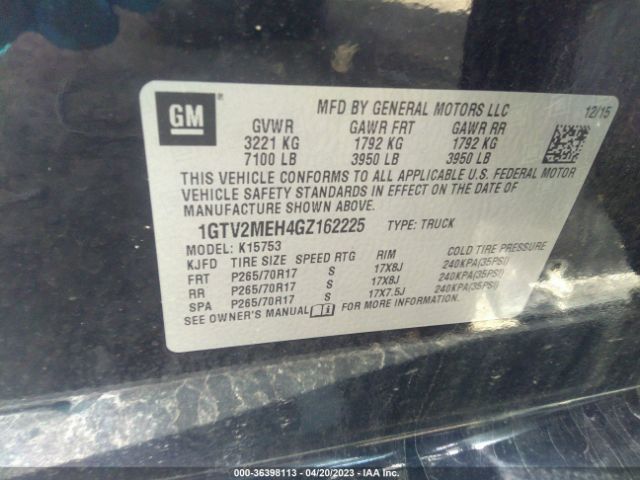 GM
MFD BY GENERAL MOTORS LLC 12/15
GVWR GAWR FRT GAWR RR
3221 KG 1792 KG 1792 KG
7100 LB 3950 LB 3950 LB
THIS VEHICLE CONFORMS TO ALL APPLICABLE U.S. FEDERAL MOTOR
VEHICLE SAFETY STANDARDS IN EFFECT ON THE DATE OF
MANUFACTURE SHOWN ABOVE.
1GTV2MEH4GZ162225 TYPE: TRUCK
MODEL: K15753
KJFD TIRE SIZE SPEED RTG RIM COLD TIRE PRESSURE
FRT P265/70R17 S 17X8J 240KPA(35PSI)
RR P265/70R17 S 17X8J 240KPA(35PSI)
SPA P265/70R17 S 17X7.5J 240KPA(35PSI)
SEE OWNER'S MANUAL FOR MORE INFORMATION.
000-36398113 - 04/20/2023 - IAA Inc.